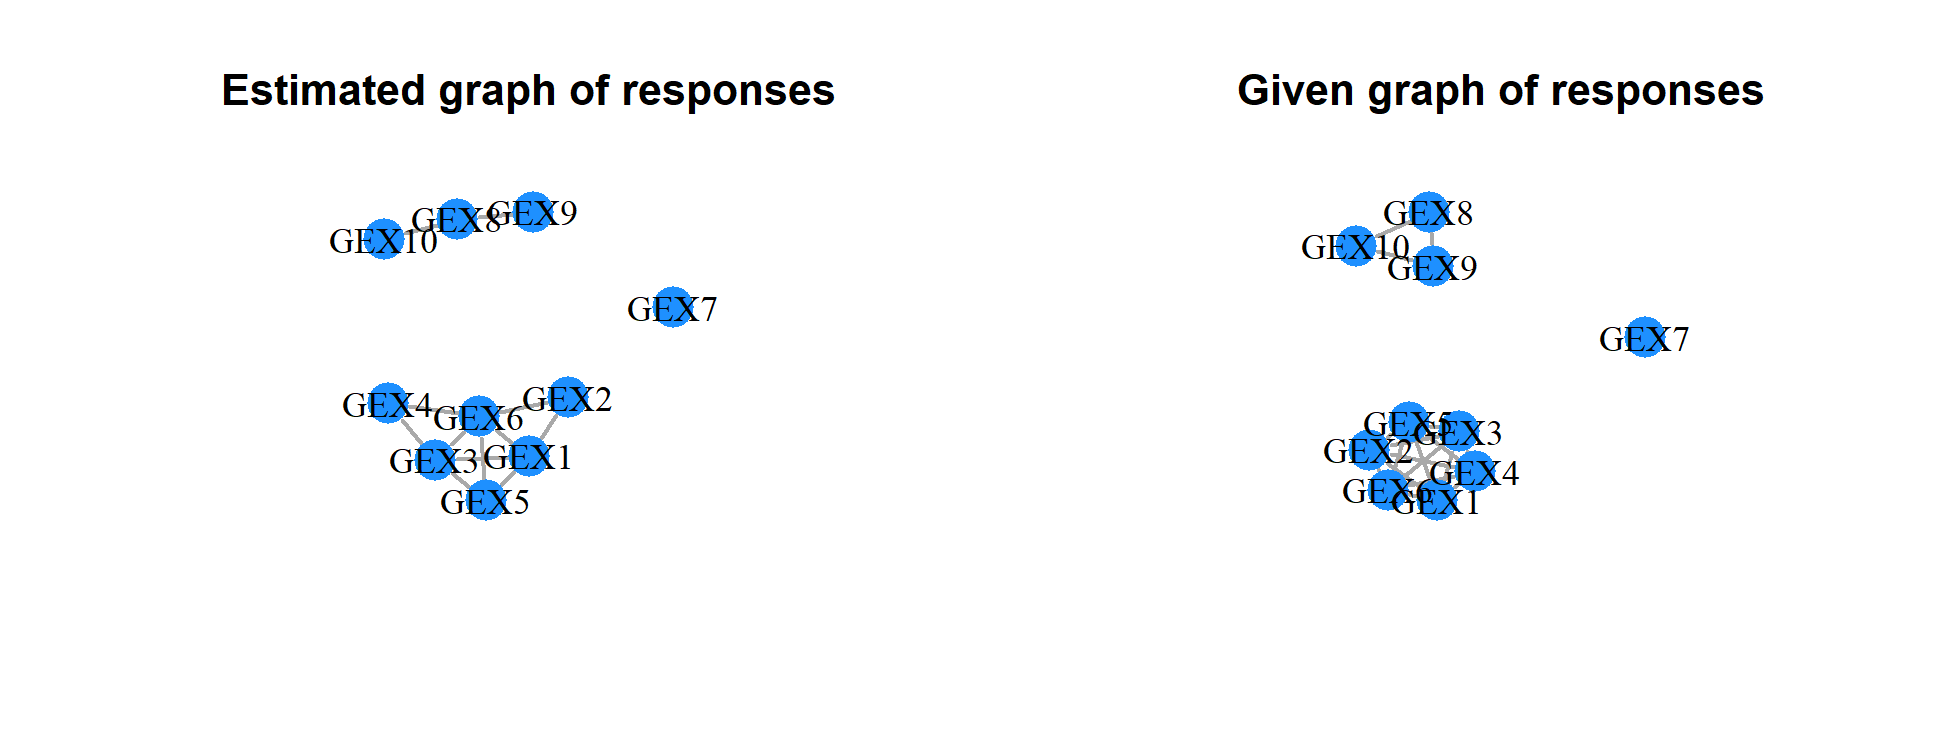 Estimated graph of responses
GEX9
GEX8
GEX10
GEX7
GEX2
GEX4
GEX6
GEX3
GEX1
GEX5
Given graph of responses
GEX8
GEX10
GEX9
GEX7
GEX5
GEX3
GEX2
GEX4
GEX6
GEX1